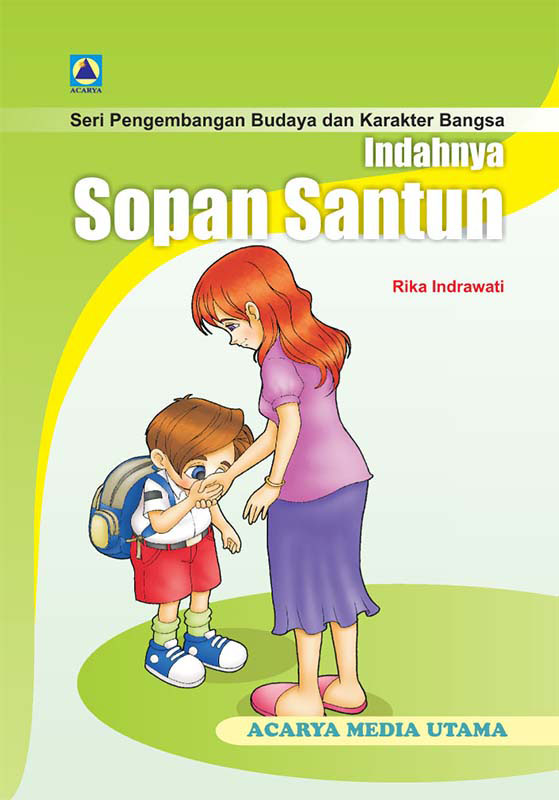 ACARYA
Seri Pengembangan Budaya dan Karakter Bangsa
Indahnya
Sopan Santun
Rika Indrawati
ACARYA MEDIA UTAMA